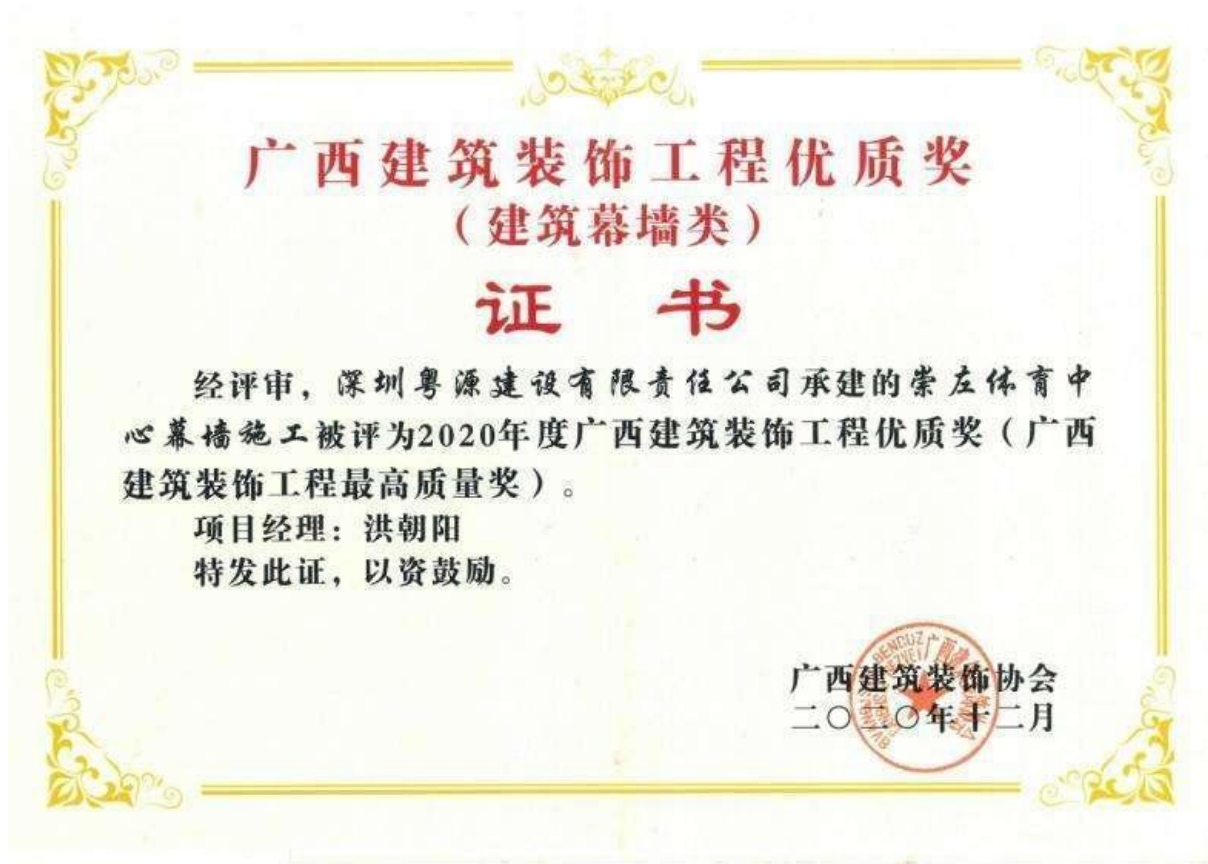 广西建筑装饰工程优质奖
（建筑幕墙类）
证书
经评审，深圳粤源建设有限责任公司承建的崇左体育中
心幕墙施工被评为2020年度广西建筑装饰工程优质奖（广西
建筑装饰工程最高质量奖）。
项目经理：洪朝阳
特发此证，以资鼓励。
广西建筑装饰协会
二〇二〇年十二月